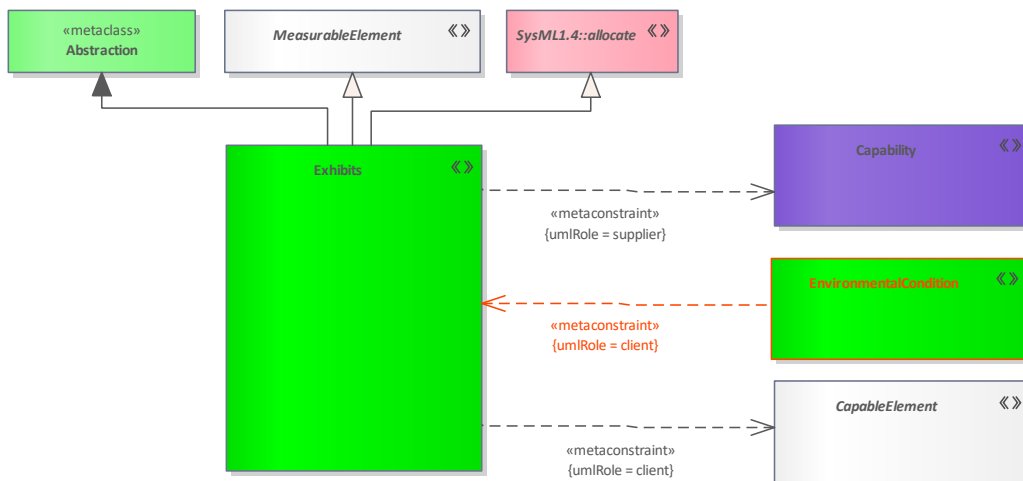 «metaclass»
Abstraction
MeasurableElement
SysML1.4::allocate
Exhibits
Capability
«metaconstraint»
{umlRole = supplier}
EnvironmentalCondition
«metaconstraint»
{umlRole = client}
CapableElement
«metaconstraint»
{umlRole = client}